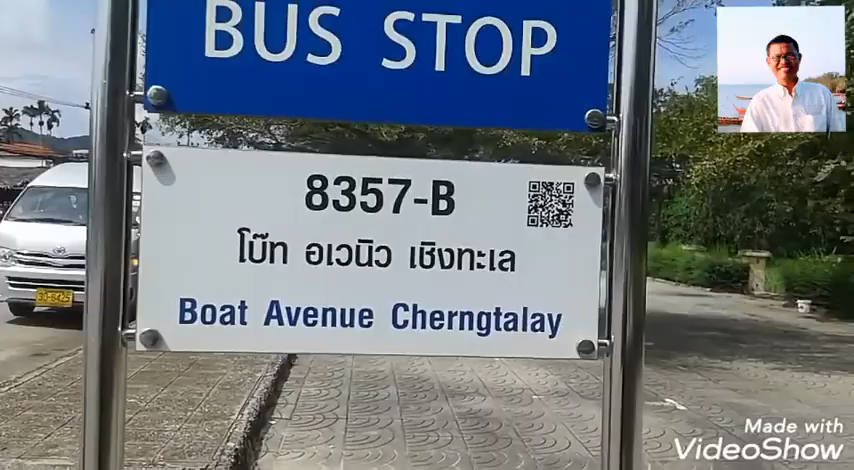 BUS STOP
8357-B
โบ๊ท อเวนิว เชิงทะเล
Boat Avenue Cherngtalay
Made with
VideoShow